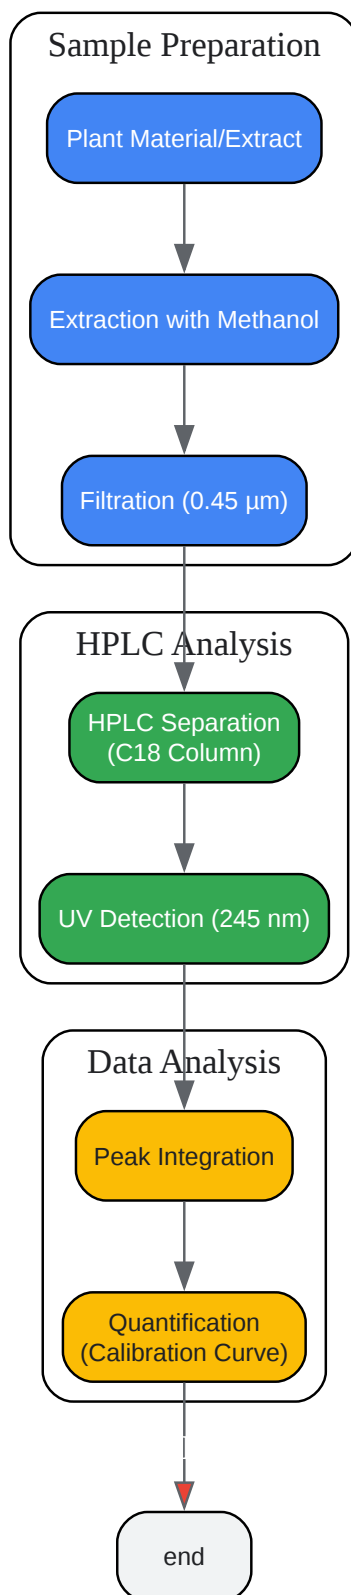 Sample Preparation
Plant Material/Extract
Extraction with Methanol
Filtration (0.45 µm)
HPLC Analysis
HPLC Separation
(C18 Column)
UV Detection (245 nm)
Data Analysis
Peak Integration
Quantification
(Calibration Curve)
end